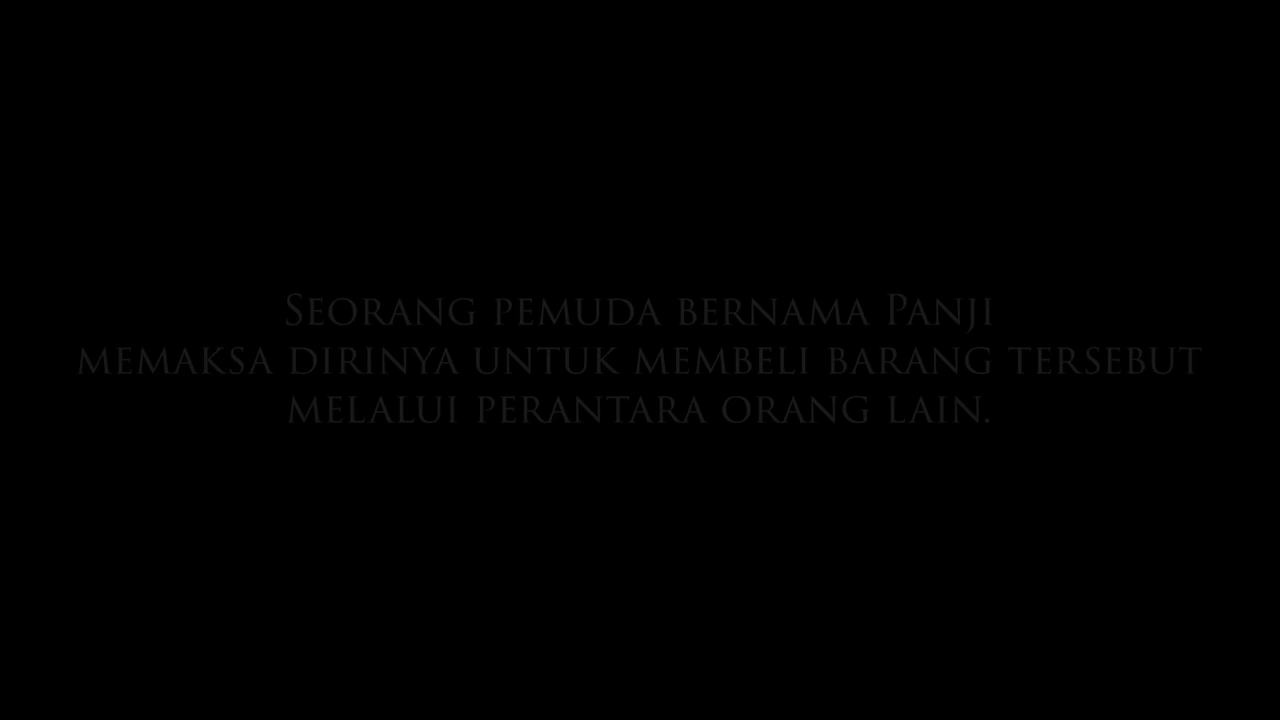 Seorang pemuda bernama Panji
memaksa dirinya untuk membeli barang tersebut
melalui perantara orang lain.